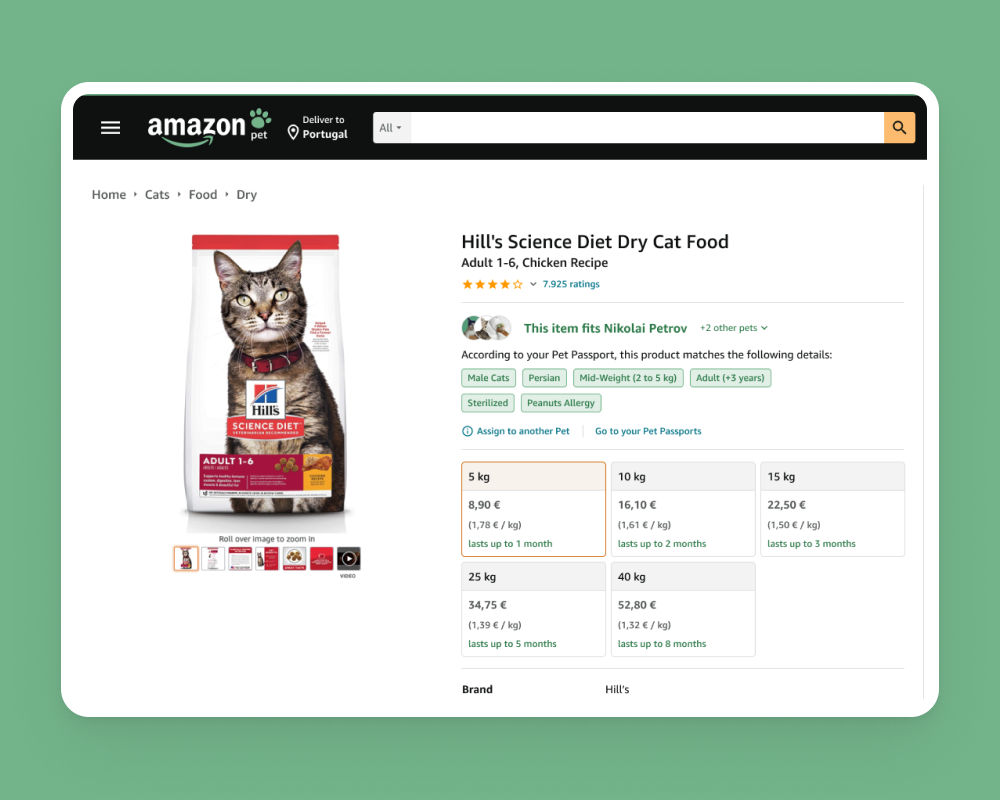 amazon pet
Deliver to
Portugal
All
Home Cats Food Dry
Hill's Science Diet Dry Cat Food
Adult 1-6, Chicken Recipe
7.925 ratings
This item fits Nikolai Petrov +2 other pets
According to your Pet Passport, this product matches the following details:
Male Cats Persian Mid-Weight (2 to 5 kg) Adult (+3 years)
Sterilized Peanuts Allergy
Assign to another Pet Go to your Pet Passports
Hill's
SCIENCE DIET
VETERINARIAN RECOMMENDED
ADULT 1-6
Roll over image to zoom in
VIDEO
5 kg
8,90 €
(1,78 € / kg)
lasts up to 1 month
10 kg
16,10 €
(1,61 € / kg)
lasts up to 2 months
15 kg
22,50 €
(1,50 € / kg)
lasts up to 3 months
25 kg
34,75 €
(1,39 € / kg)
lasts up to 5 months
40 kg
52,80 €
(1,32 € / kg)
lasts up to 8 months
Brand Hill's